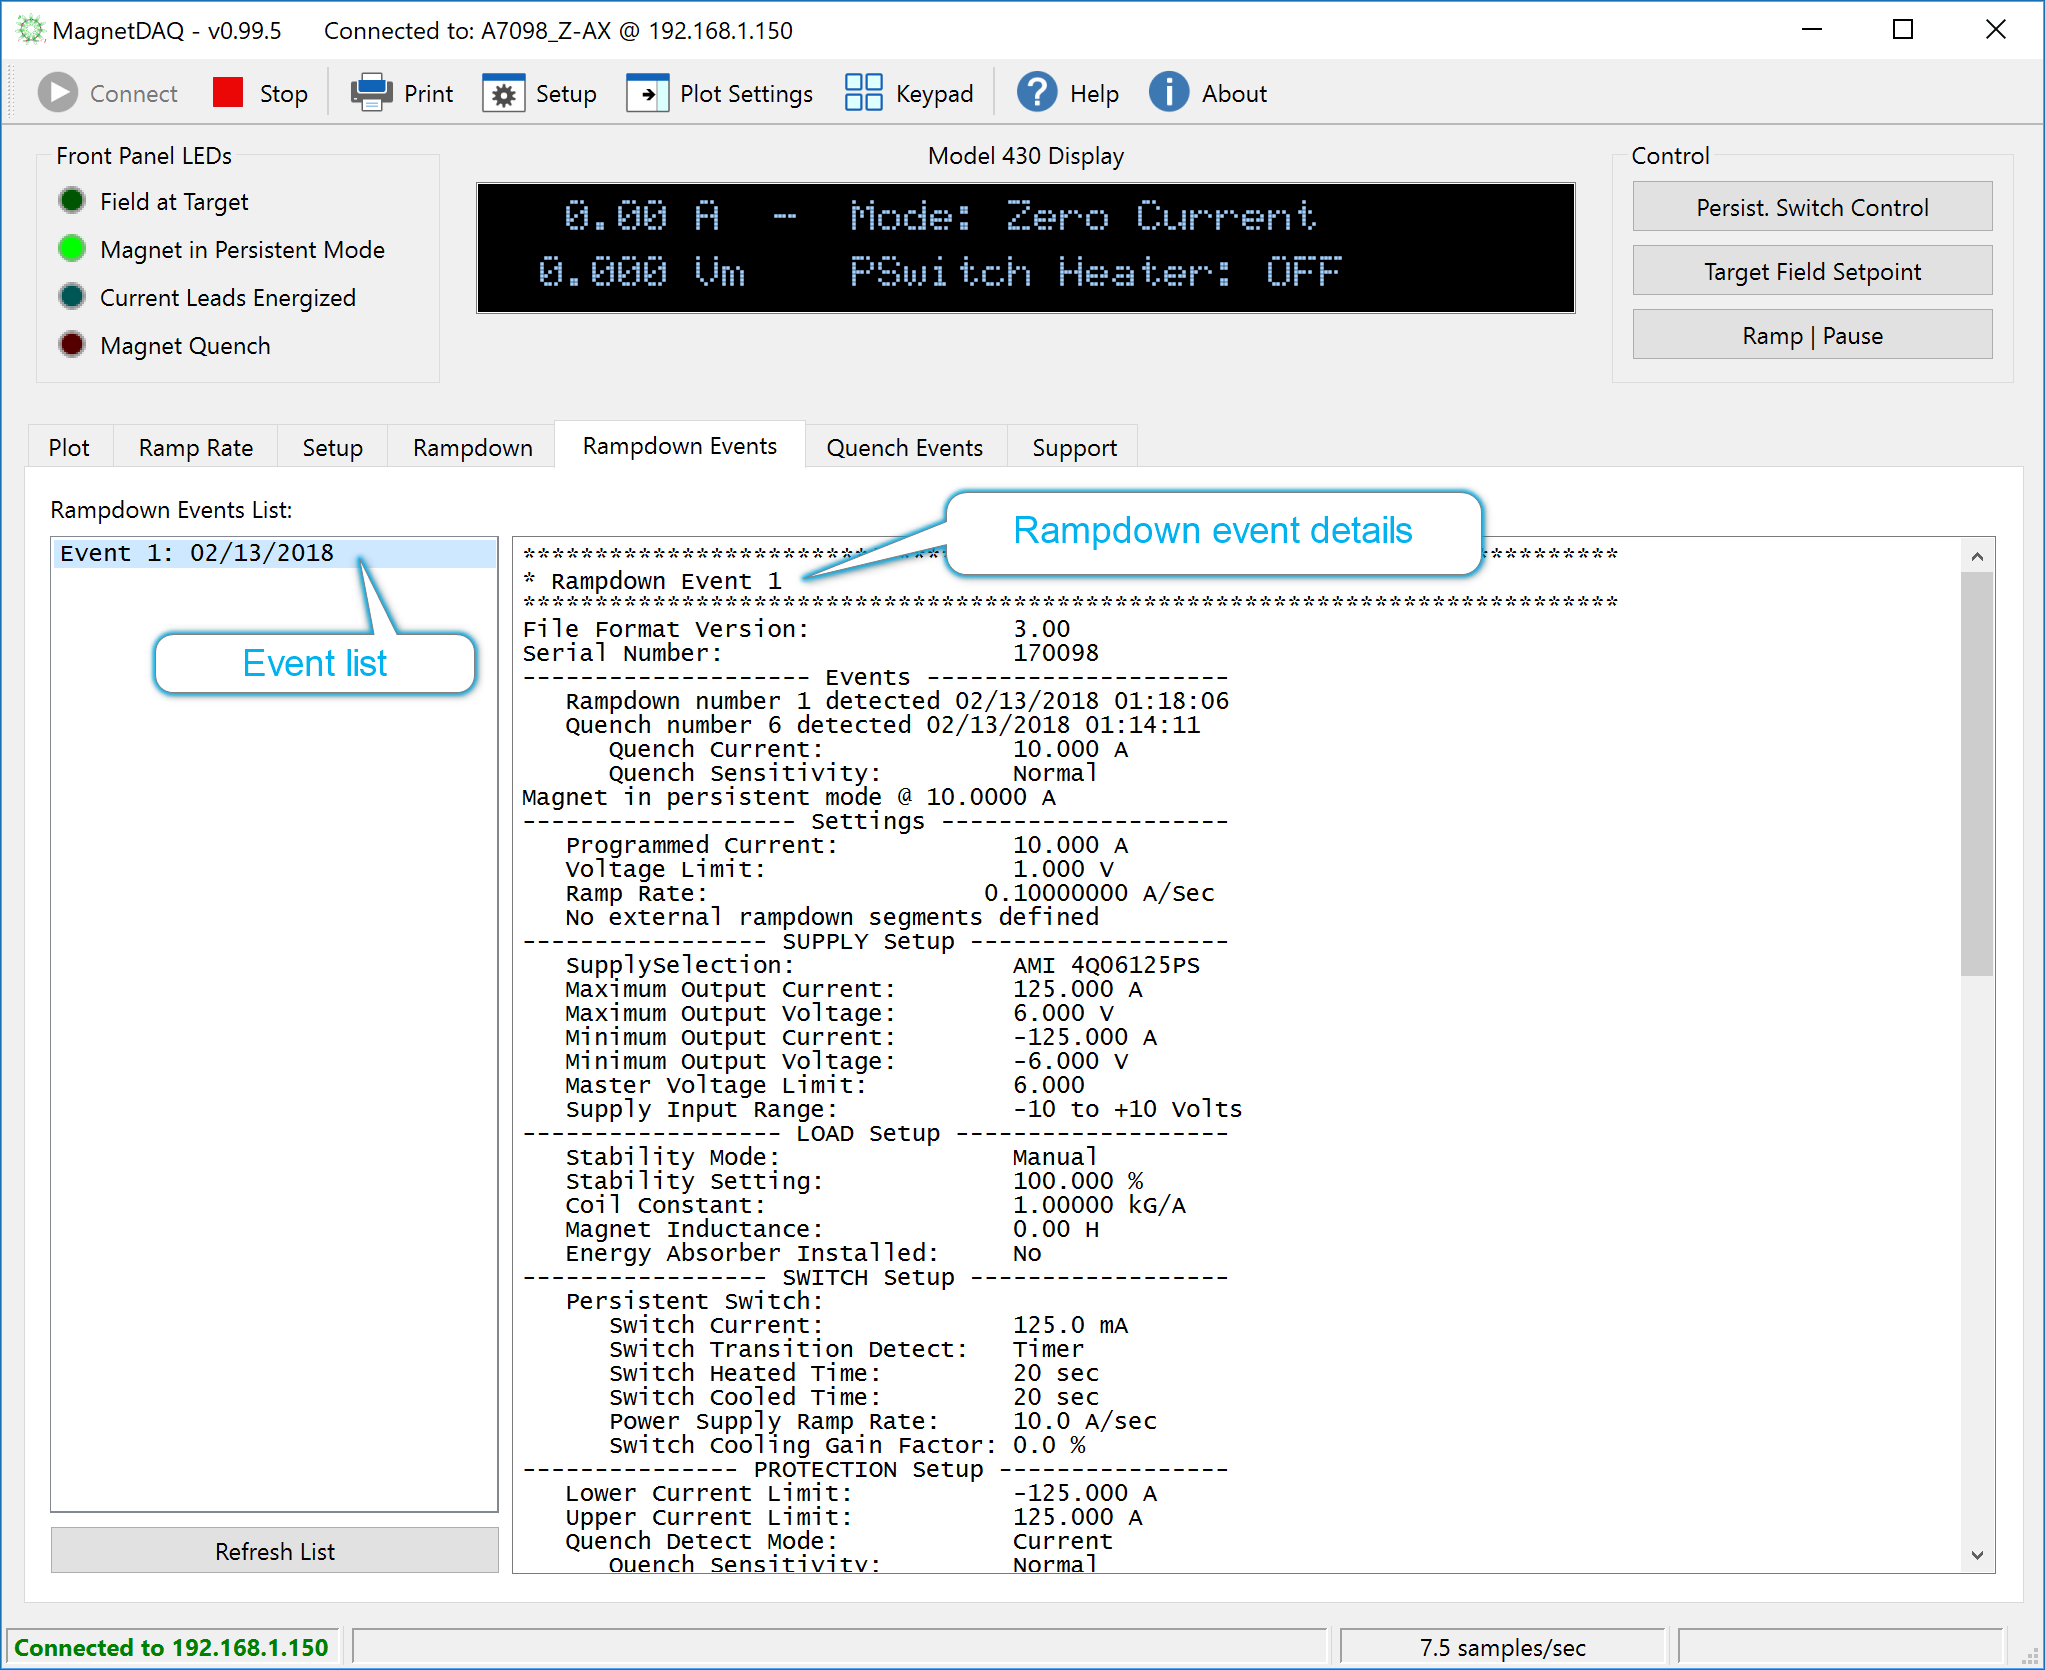 MagnetDAQ - v0.99.5 Connected to: A7098_Z-AX @ 192.168.1.150
Connect Stop Print Setup Plot Settings Keypad Help About
Front Panel LEDs
Field at Target
Magnet in Persistent Mode
Current Leads Energized
Magnet Quench
Model 430 Display
0.00 A -- Mode: Zero Current
0.000 Vm PSwitch Heater: OFF
Control
Persist. Switch Control
Target Field Setpoint
Ramp | Pause
Plot Ramp Rate Setup Rampdown Rampdown Events Quench Events Support
Rampdown Events List:
Event 1: 02/13/2018
Event list
Refresh List
Rampdown event details
****************************************************************************
* Rampdown Event 1
****************************************************************************
File Format Version: 3.00
Serial Number: 170098
-------------------- Events ---------------------
Rampdown number 1 detected 02/13/2018 01:18:06
Quench number 6 detected 02/13/2018 01:14:11
Quench Current: 10.000 A
Quench Sensitivity: Normal
Magnet in persistent mode @ 10.0000 A
------------------- Settings --------------------
Programmed Current: 10.000 A
Voltage Limit: 1.000 V
Ramp Rate: 0.10000000 A/Sec
No external rampdown segments defined
----------------- SUPPLY Setup ------------------
SupplySelection: AMI 4Q06125PS
Maximum Output Current: 125.000 A
Maximum Output Voltage: 6.000 V
Minimum Output Current: -125.000 A
Minimum Output Voltage: -6.000 V
Master Voltage Limit: 6.000
Supply Input Range: -10 to +10 Volts
------------------ LOAD Setup -------------------
Stability Mode: Manual
Stability Setting: 100.000 %
Coil Constant: 1.00000 kG/A
Magnet Inductance: 0.00 H
Energy Absorber Installed: No
----------------- SWITCH Setup ------------------
Persistent Switch:
Switch Current: 125.0 mA
Switch Transition Detect: Timer
Switch Heated Time: 20 sec
Switch Cooled Time: 20 sec
Power Supply Ramp Rate: 10.0 A/sec
Switch Cooling Gain Factor: 0.0 %
--------------- PROTECTION Setup ----------------
Lower Current Limit: -125.000 A
Upper Current Limit: 125.000 A
Quench Detect Mode: Current
Quench Sensitivity: Normal
Connected to 192.168.1.150
7.5 samples/sec